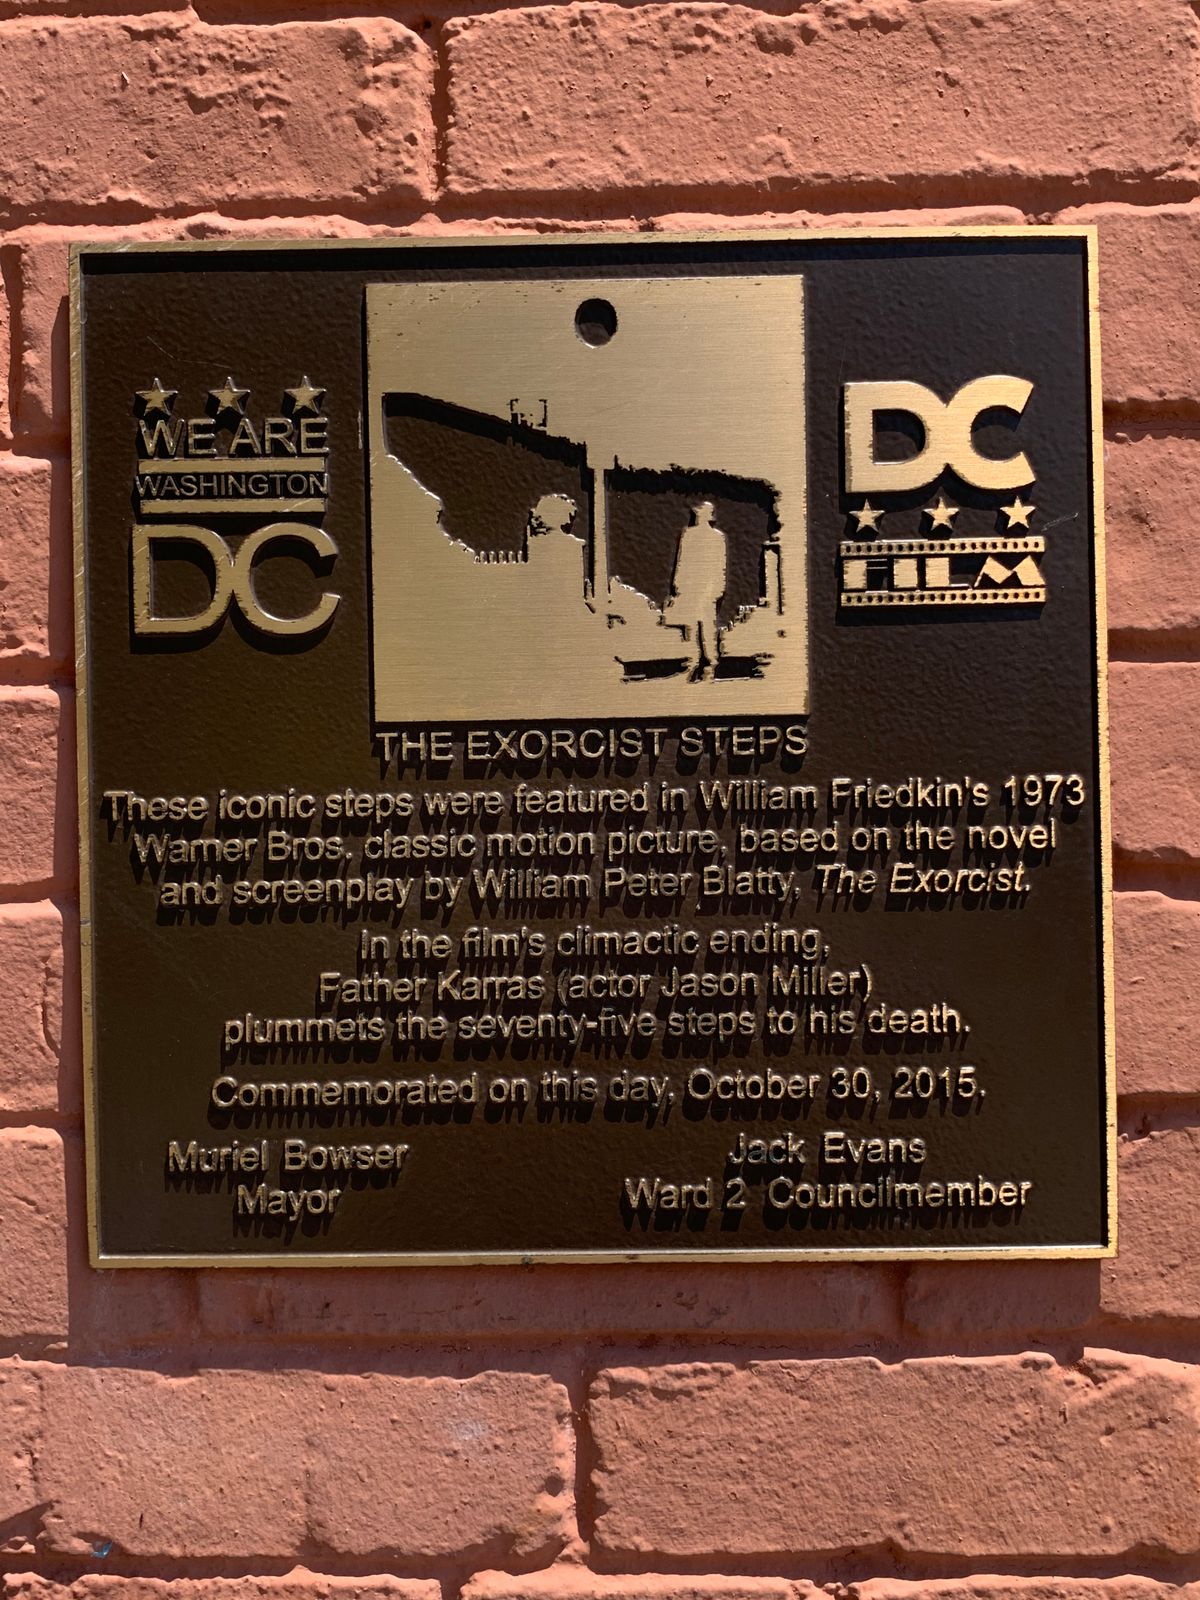 WE ARE
WASHINGTON
DC
DC
FILM
THE EXORCIST STEPS
These iconic steps were featured in William Friedkin's 1973
Warner Bros. classic motion picture, based on the novel
and screenplay by William Peter Blatty, The Exorcist.
In the film's climactic ending,
Father Karras (actor Jason Miller)
plummets the seventy-five steps to his death.
Commemorated on this day, October 30, 2015.
Muriel Bowser
Mayor
Jack Evans
Ward 2 Councilmember